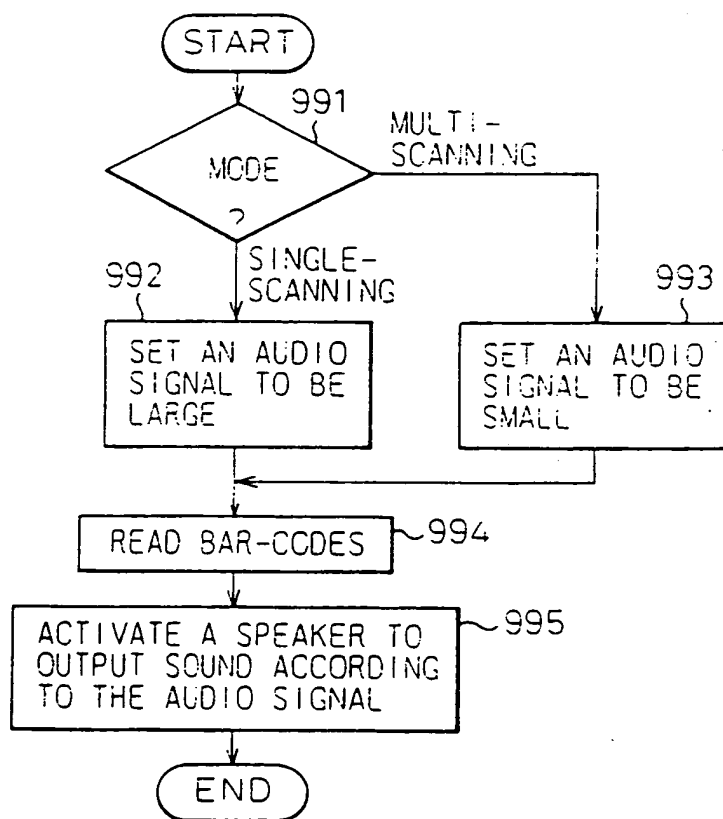 START
991
MULTI-
SCANNING
MODE
?
SINGLE-
SCANNING
992
993
SET AN AUDIO
SIGNAL TO BE
LARGE
SET AN AUDIO
SIGNAL TO BE
SMALL
READ BAR-CODES
994
ACTIVATE A SPEAKER TO
OUTPUT SOUND ACCORDING
TO THE AUDIO SIGNAL
995
END